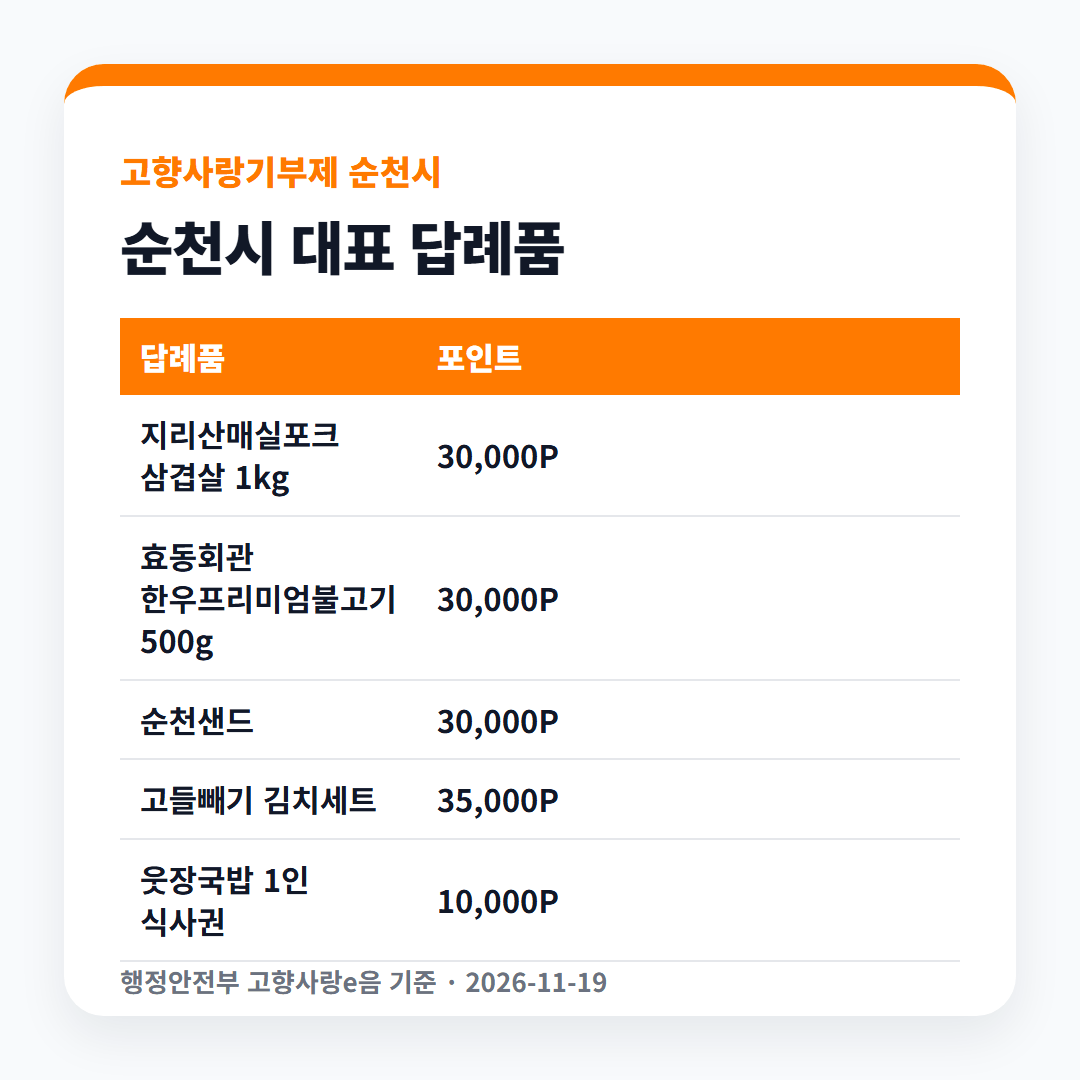 고향사랑기부제 순천시
순천시 대표 답례품
답례품 포인트
지리산매실포크
삼겹살 1kg
30,000P
효동회관
한우프리미엄불고기
500g
30,000P
순천샌드 30,000P
고들빼기 김치세트 35,000P
웃장국밥 1인
식사권
10,000P
행정안전부 고향사랑e음 기준 · 2026-11-19